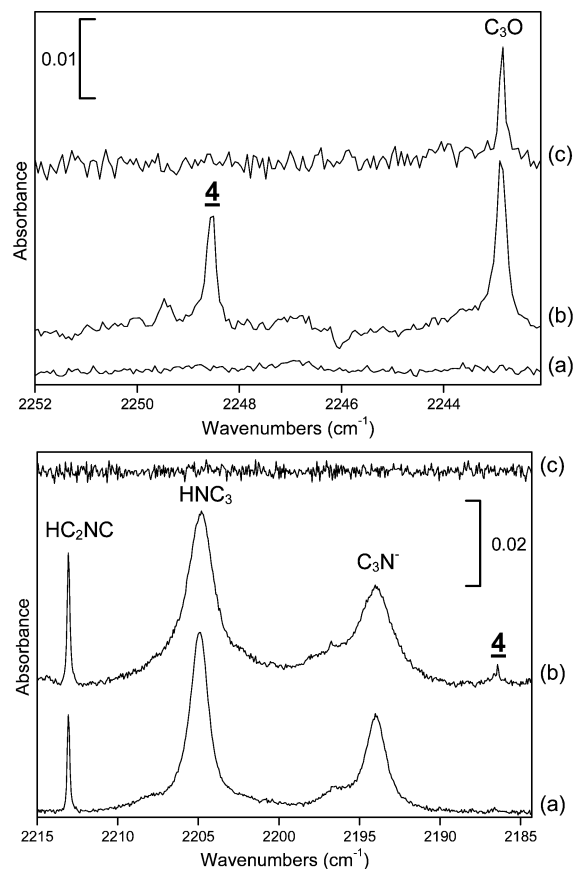 C₃O
0.01
(c)
4
(b)
(a)
Absorbance
2252 2250 2248 2246 2244
Wavenumbers (cm⁻¹)
(c)
HNC₃
HC₂NC
0.02
C₃N⁻
4
(b)
(a)
Absorbance
2215 2210 2205 2200 2195 2190 2185
Wavenumbers (cm⁻¹)